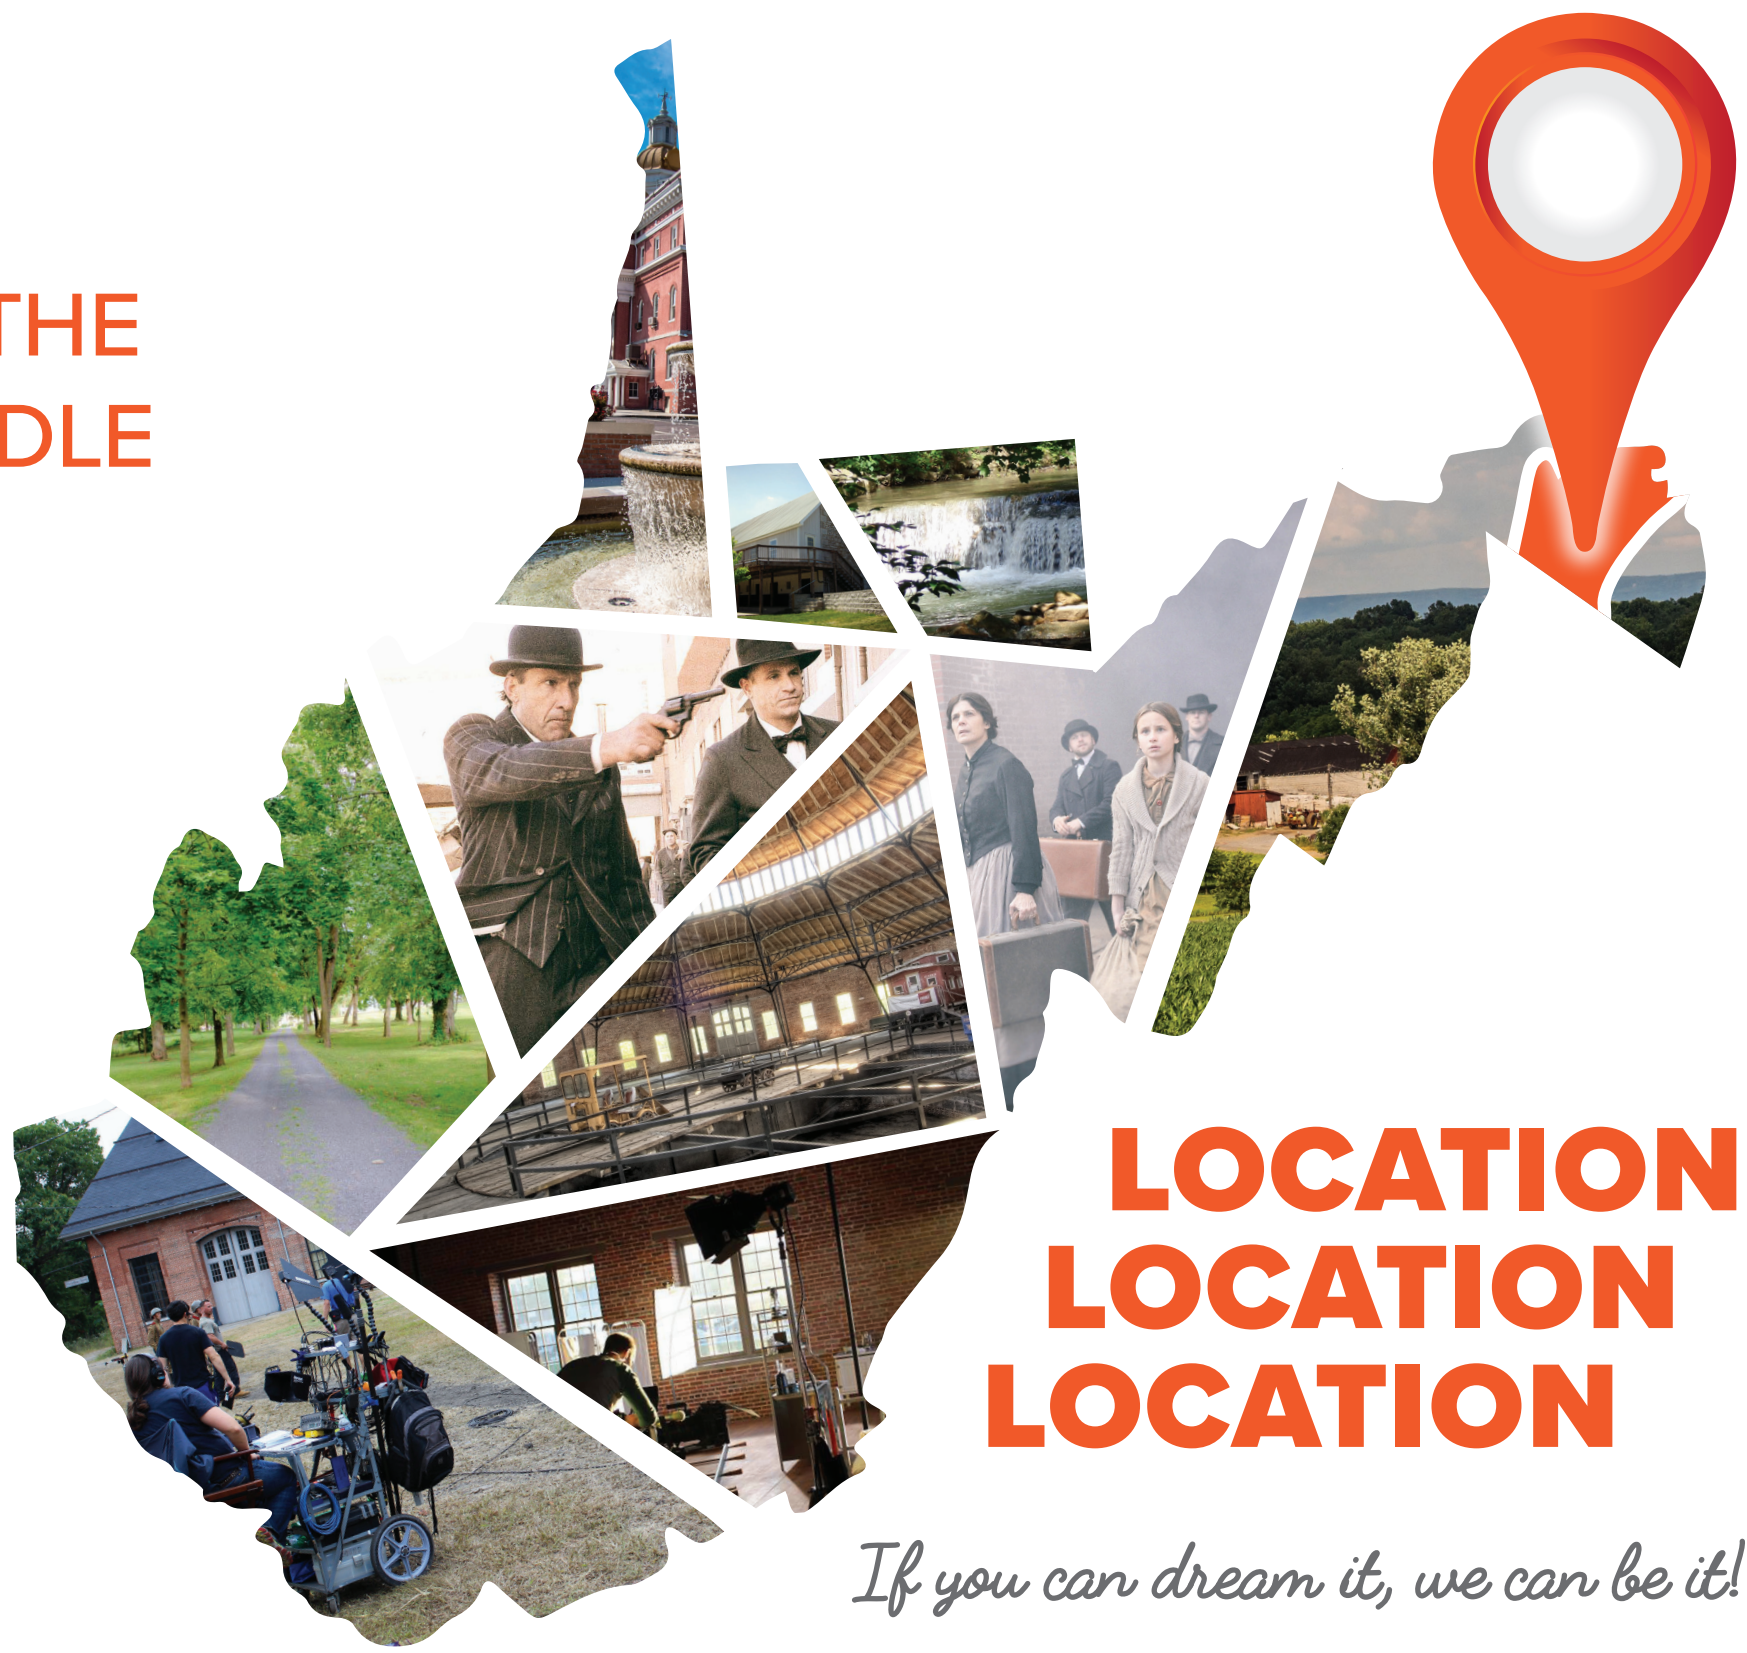 THE
DLE
LOCATION
LOCATION
LOCATION
If you can dream it, we can be it!